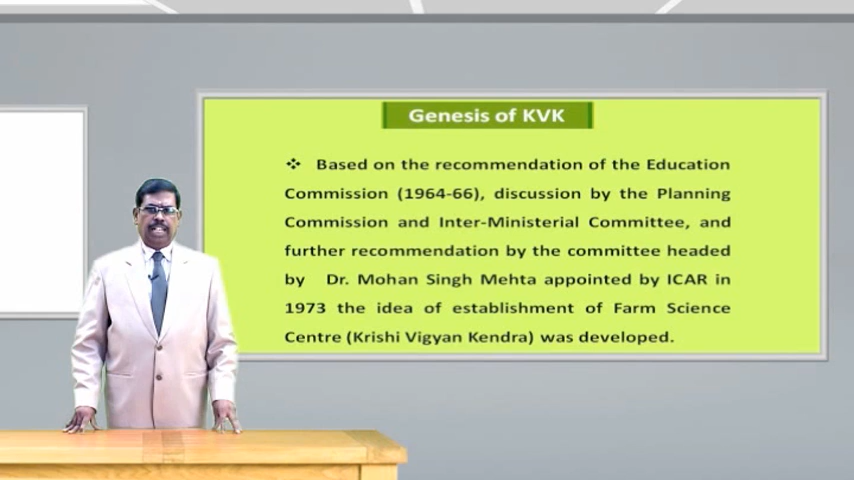 Genesis of KVK
❖ Based on the recommendation of the Education
Commission (1964-66), discussion by the Planning
Commission and Inter-Ministerial Committee, and
further recommendation by the committee headed
by Dr. Mohan Singh Mehta appointed by ICAR in
1973 the idea of establishment of Farm Science
Centre (Krishi Vigyan Kendra) was developed.